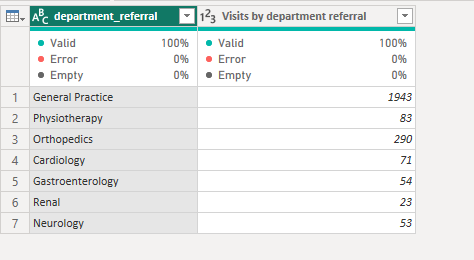 ABC department_referral 123 Visits by department referral
Valid 100% Valid 100%
Error 0% Error 0%
Empty 0% Empty 0%
1 General Practice 1943
2 Physiotherapy 83
3 Orthopedics 290
4 Cardiology 71
5 Gastroenterology 54
6 Renal 23
7 Neurology 53